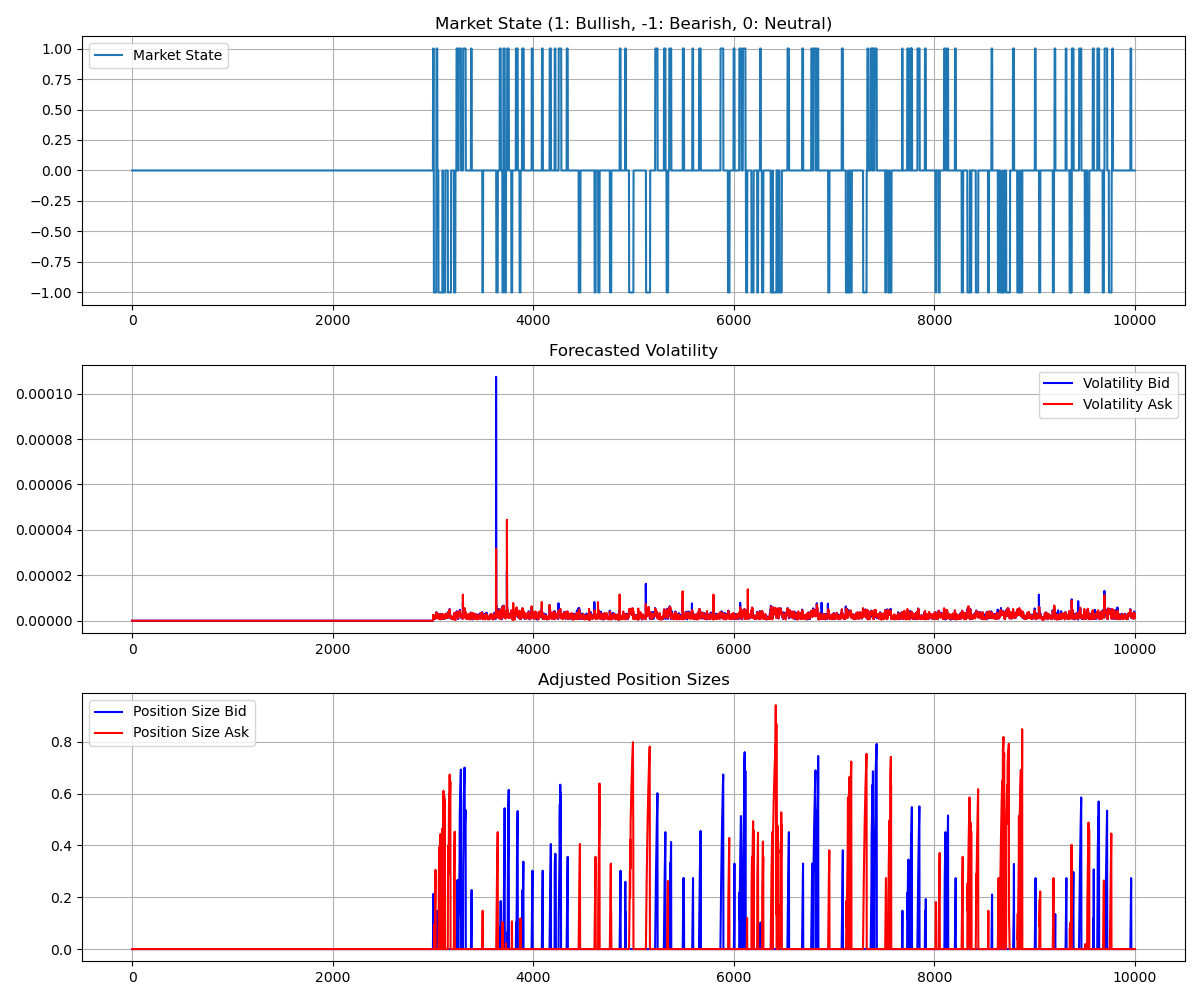 Market State (1: Bullish, -1: Bearish, 0: Neutral)
1.00
0.75
0.50
0.25
0.00
−0.25
−0.50
−0.75
−1.00
Market State
0 2000 4000 6000 8000 10000
Forecasted Volatility
0.00010
0.00008
0.00006
0.00004
0.00002
0.00000
Volatility Bid
Volatility Ask
0 2000 4000 6000 8000 10000
Adjusted Position Sizes
0.8
0.6
0.4
0.2
0.0
Position Size Bid
Position Size Ask
0 2000 4000 6000 8000 10000